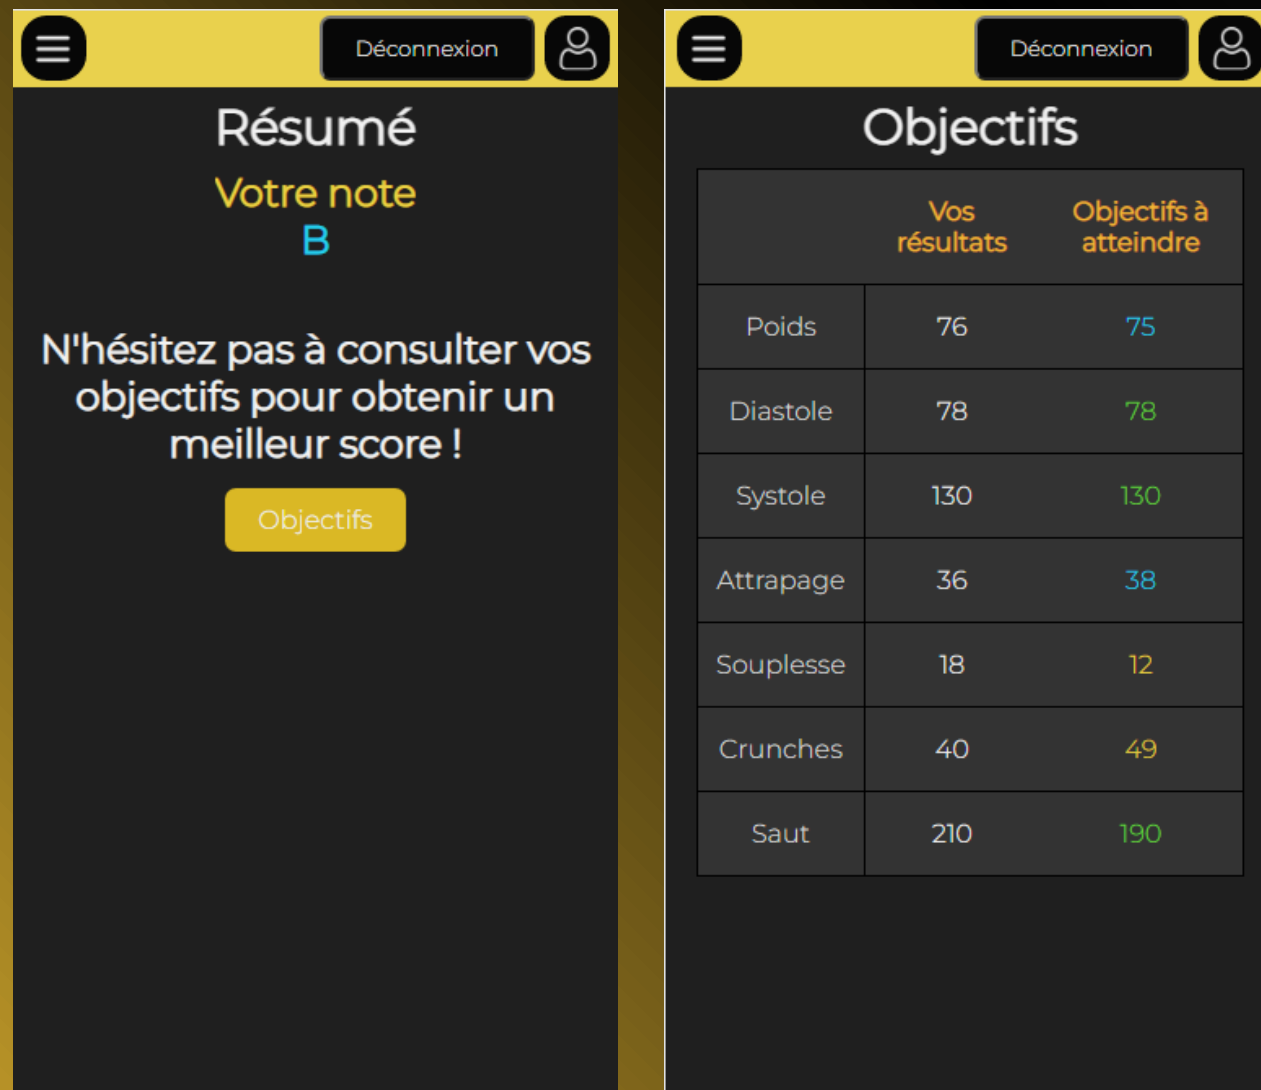 Déconnexion
Résumé
Votre note
B
N'hésitez pas à consulter vos
objectifs pour obtenir un
meilleur score !
Objectifs
Déconnexion
Objectifs
Vos résultats Objectifs à atteindre
Poids 76 75
Diastole 78 78
Systole 130 130
Attrapage 36 38
Souplesse 18 12
Crunches 40 49
Saut 210 190